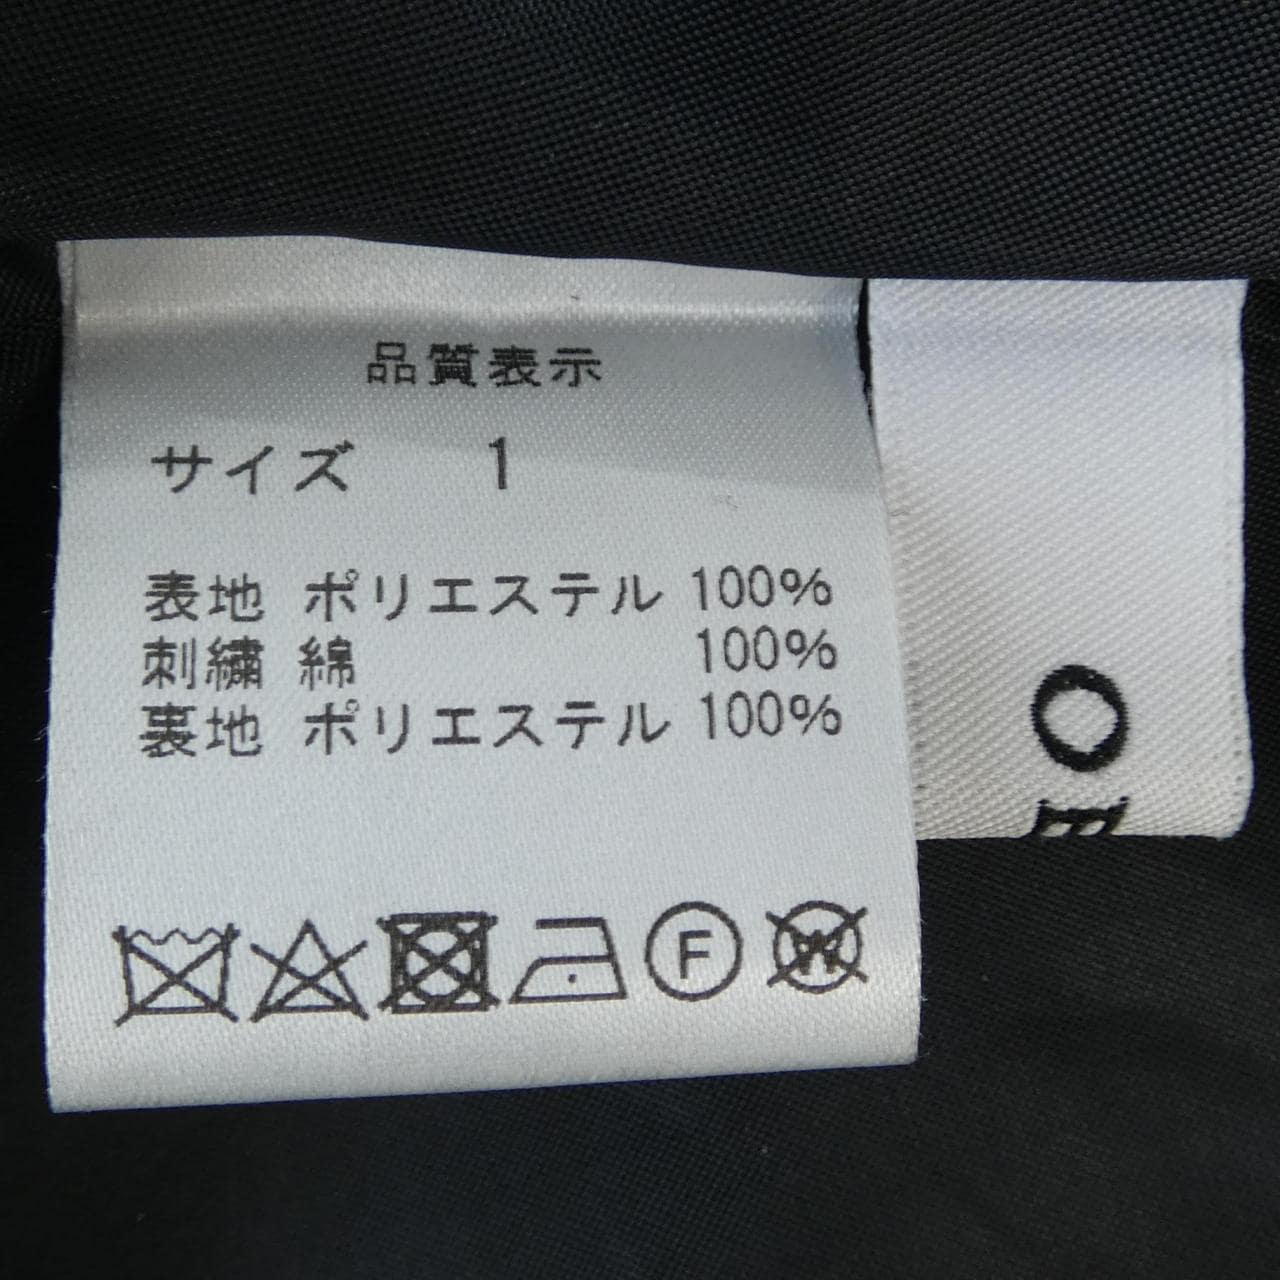 品質表示
サイズ 1
表地 ポリエステル 100%
刺繍 綿 100%
裏地 ポリエステル 100%
F W
O